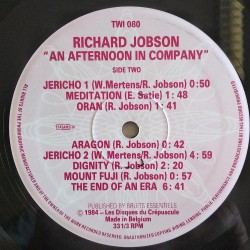 TWI 080
RICHARD JOBSON
"AN AFTERNOON IN COMPANY"
SIDE TWO
JERICHO 1 (W.Mertens/R. Jobson) 0:50
MEDITATION (E. Satie) 1: 48
ORAN (R. Jobson) 1: 41
ARAGON (R. Jobson) 0: 42
JERICHO 2 (W.Mertens/R. Jobson) 4: 59
DIGNITY (R. Jobson) 2: 20
MOUNT FUJI (R. Jobson) 0: 57
THE END OF AN ERA 6: 41
PUBLISHED BY BRUITS ESSENTIELS
© 1984 – Les Disques du Crépuscule
Made in Belgium
33 1/3 RPM